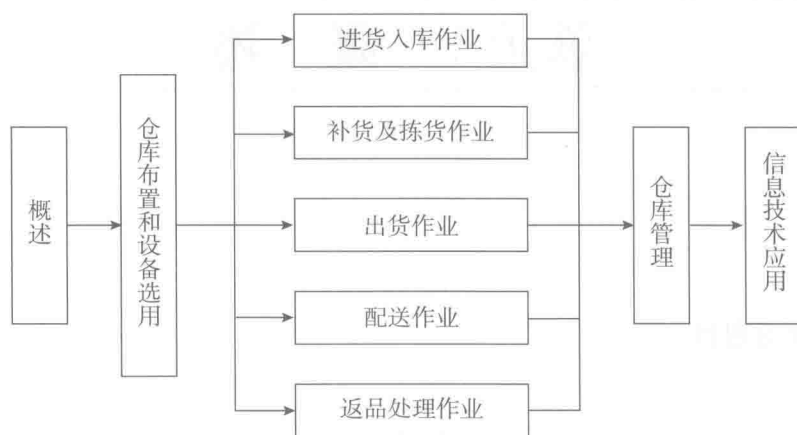 概述
仓库布置和设备选用
进货入库作业
补货及拣货作业
出货作业
配送作业
返品处理作业
仓库管理
信息技术应用